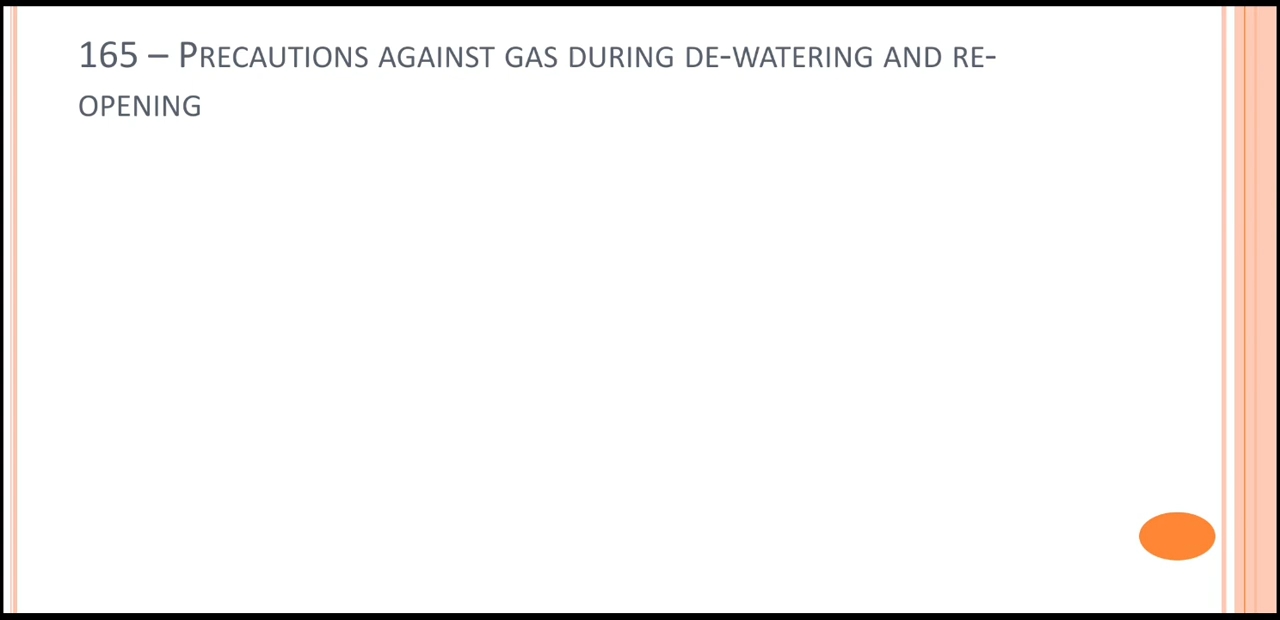 165 – Precautions against gas during de-watering and re-
opening